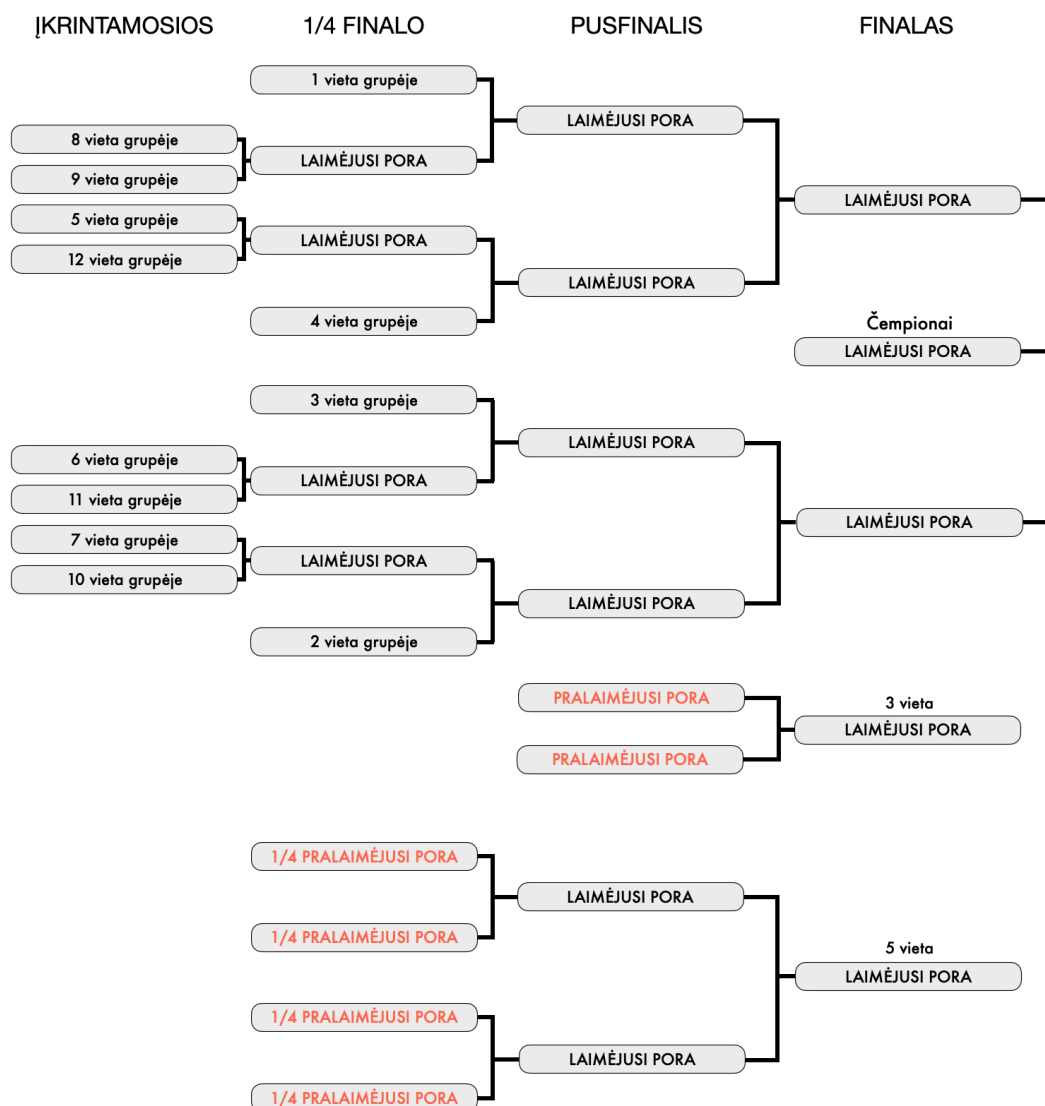 ĮKRINTAMOSIOS
1/4 FINALO
PUSFINALIS
FINALAS
1 vieta grupėje
LAIMĖJUSI PORA
8 vieta grupėje
LAIMĖJUSI PORA
9 vieta grupėje
LAIMĖJUSI PORA
5 vieta grupėje
LAIMĖJUSI PORA
12 vieta grupėje
LAIMĖJUSI PORA
4 vieta grupėje
Čempionai
LAIMĖJUSI PORA
3 vieta grupėje
LAIMĖJUSI PORA
6 vieta grupėje
LAIMĖJUSI PORA
11 vieta grupėje
LAIMĖJUSI PORA
7 vieta grupėje
LAIMĖJUSI PORA
10 vieta grupėje
LAIMĖJUSI PORA
2 vieta grupėje
PRALAIMĖJUSI PORA
3 vieta
LAIMĖJUSI PORA
PRALAIMĖJUSI PORA
1/4 PRALAIMĖJUSI PORA
LAIMĖJUSI PORA
1/4 PRALAIMĖJUSI PORA
5 vieta
LAIMĖJUSI PORA
1/4 PRALAIMĖJUSI PORA
LAIMĖJUSI PORA
1/4 PRALAIMĖJUSI PORA